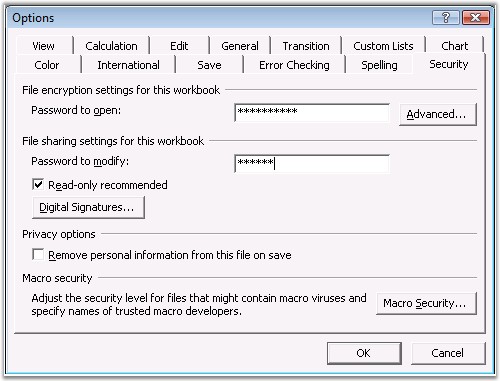 Options
View Calculation Edit General Transition Custom Lists Chart
Color International Save Error Checking Spelling Security
File encryption settings for this workbook
Password to open: ********** Advanced...
File sharing settings for this workbook
Password to modify: ******
Read-only recommended
Digital Signatures...
Privacy options
Remove personal information from this file on save
Macro security
Adjust the security level for files that might contain macro viruses and
specify names of trusted macro developers.
Macro Security...
OK Cancel